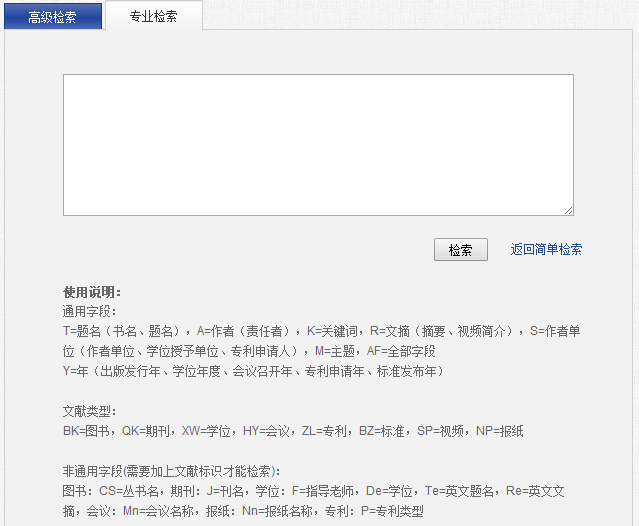 高级检索 专业检索
检索 返回简单检索
使用说明:
通用字段:
T=题名（书名、题名），A=作者（责任者），K=关键词，R=文摘（摘要、视频简介），S=作者单
位（作者单位、学位授予单位、专利申请人），M=主题，AF=全部字段
Y=年（出版发行年、学位年度、会议召开年、专利申请年、标准发布年）
文献类型:
BK=图书，QK=期刊，XW=学位，HY=会议，ZL=专利，BZ=标准，SP=视频，NP=报纸
非通用字段(需要加上文献标识才能检索):
图书：CS=丛书名，期刊：J=刊名，学位：F=指导老师，De=学位，Te=英文题名，Re=英文文
摘，会议：Mn=会议名称，报纸：Nn=报纸名称，专利：P=专利类型